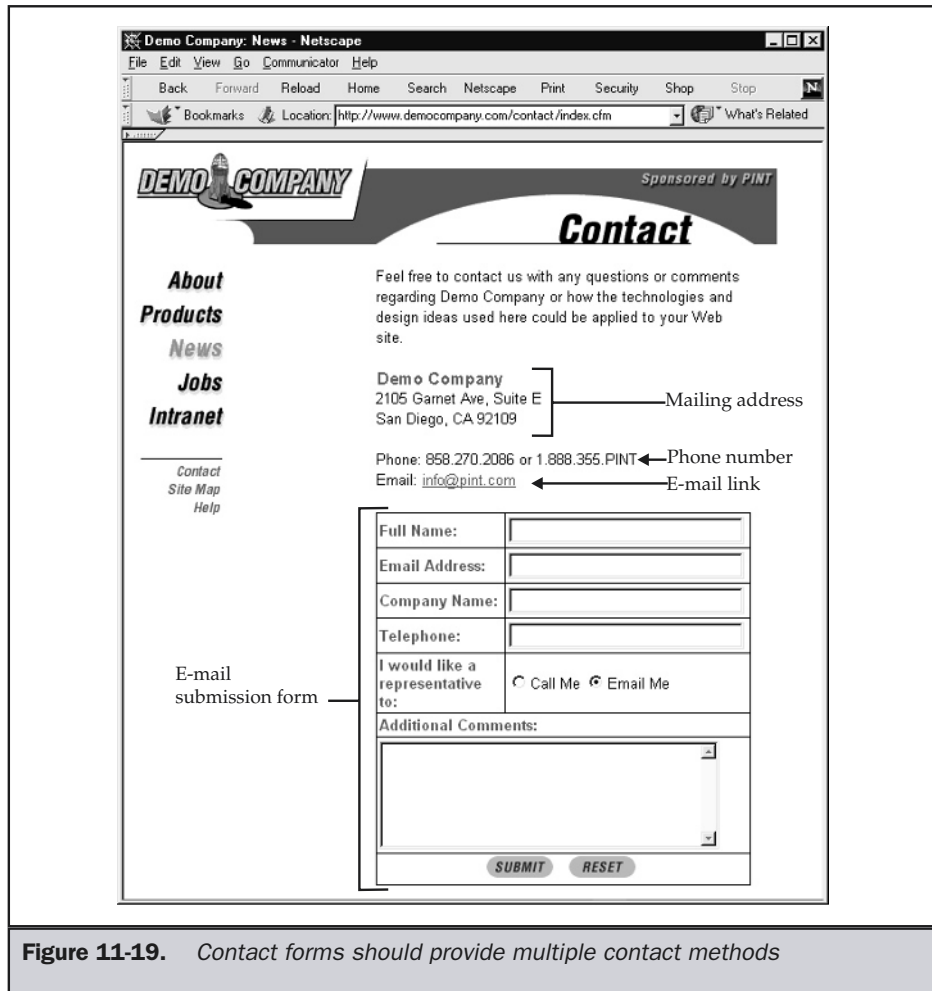 Demo Company: News - Netscape
File Edit View Go Communicator Help
Back Forward Reload Home Search Netscape Print Security Shop Stop N
Bookmarks Location: http://www.democompany.com/contact/index.cfm What's Related
DEMO COMPANY
Sponsored by PINT
Contact
About
Products
News
Jobs
Intranet
Contact
Site Map
Help
Feel free to contact us with any questions or comments
regarding Demo Company or how the technologies and
design ideas used here could be applied to your Web
site.
Demo Company
2105 Garnet Ave, Suite E
San Diego, CA 92109
Mailing address
Phone: 858.270.2086 or 1.888.355.PINT
Phone number
Email: info@pint.com
E-mail link
E-mail
submission form
Full Name:
Email Address:
Company Name:
Telephone:
I would like a
representative
to:
Call Me Email Me
Additional Comments:
SUBMIT RESET
Figure 11-19. Contact forms should provide multiple contact methods